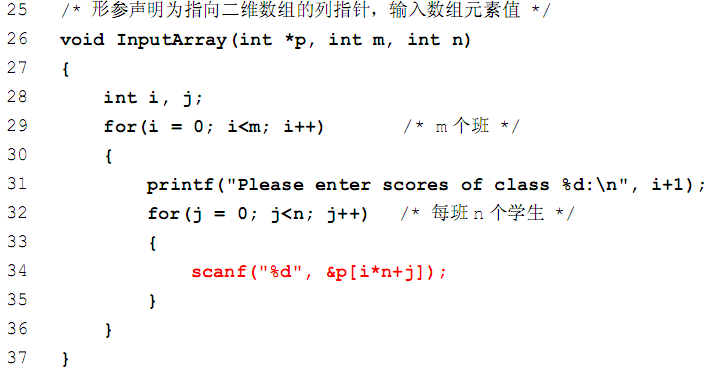 25 /* 形参声明为指向二维数组的列指针，输入数组元素值 */
26 void InputArray(int *p, int m, int n)
27 {
28     int i, j;
29     for(i = 0; i<m; i++)        /* m个班 */
30     {
31         printf("Please enter scores of class %d:\n", i+1);
32         for(j = 0; j<n; j++)   /* 每班n个学生 */
33         {
34             scanf("%d", &p[i*n+j]);
35         }
36     }
37 }